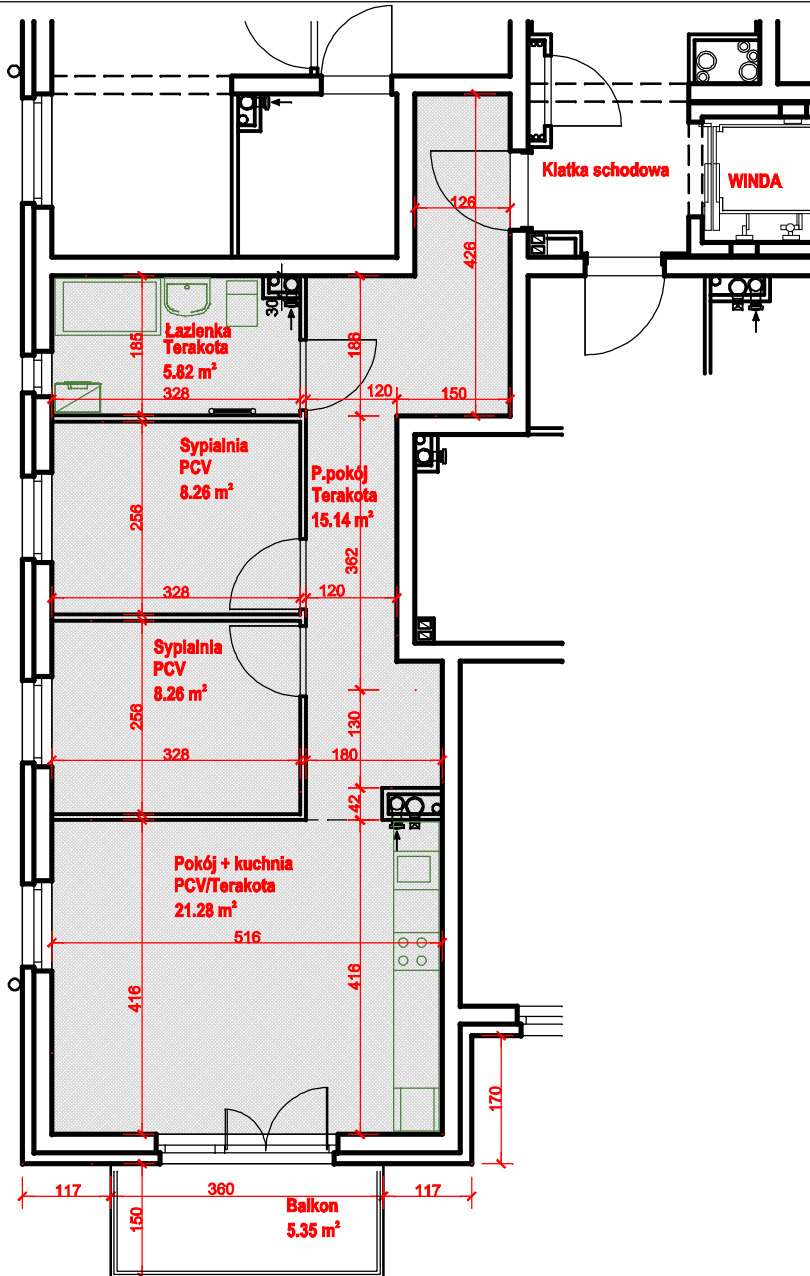 Klatka schodowa
WINDA
126
426
30
Łazienka
Terakota
5.82 m²
185
186
328
120
150
Sypialnia
PCV
8.26 m²
P.pokój
Terakota
15.14 m²
256
362
328
120
Sypialnia
PCV
8.26 m²
256
130
328
180
42
Pokój + kuchnia
PCV/Terakota
21.28 m²
516
416
416
170
117
360
117
Balkon
5.35 m²
150